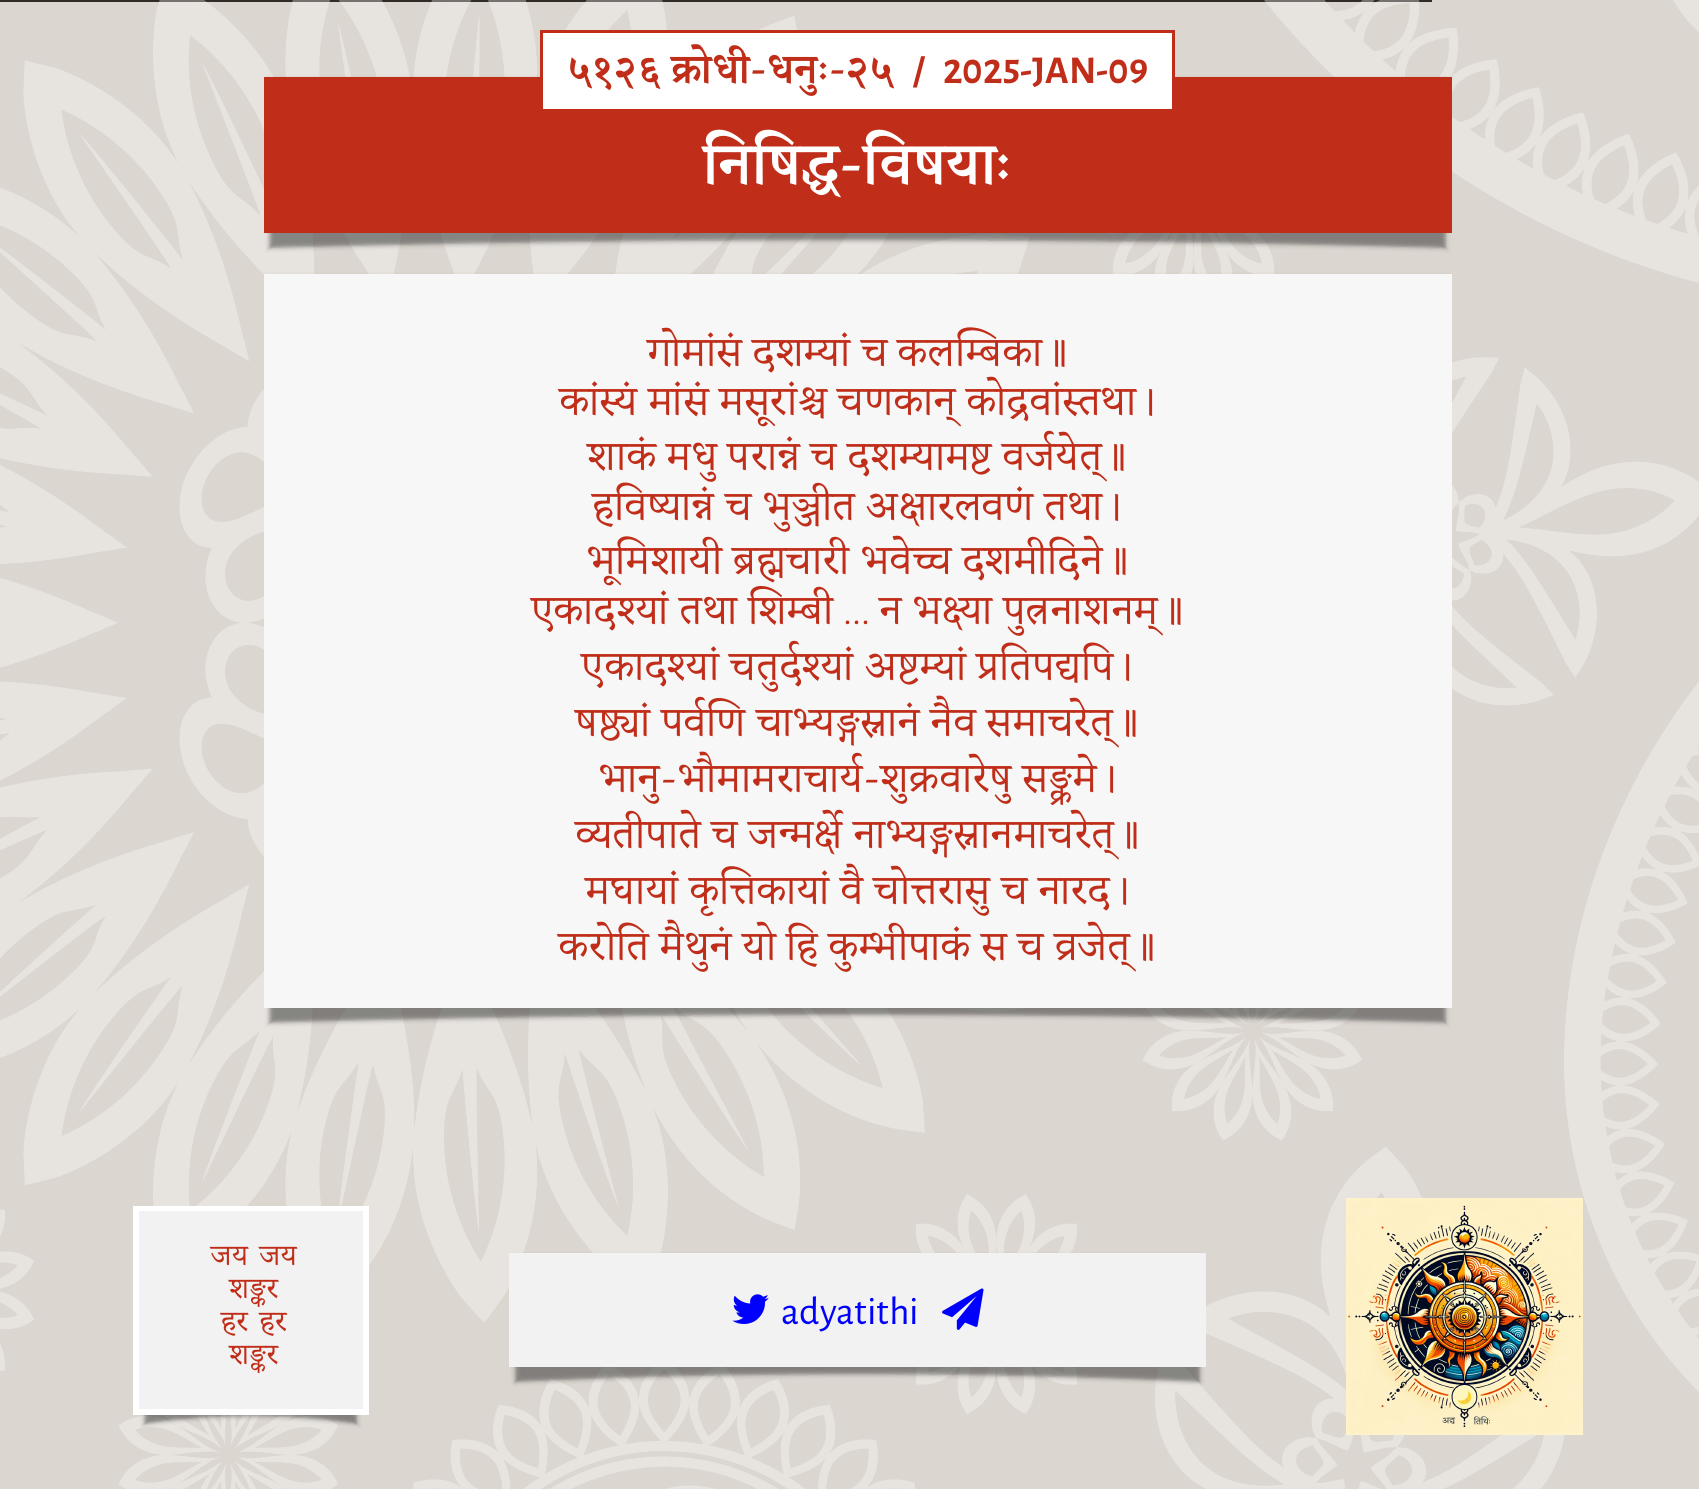 ५१२६ क्रोधी-धनुः-२५ / 2025-JAN-09
निषिद्ध-विषयाः
गोमांसं दशम्यां च कलम्बिका॥
कांस्यं मांसं मसूरांश्च चणकान् कोद्रवांस्तथा।
शाकं मधु परान्नं च दशम्यामष्ट वर्जयेत्॥
हविष्यान्नं च भुञ्जीत अक्षारलवणं तथा।
भूमिशायी ब्रह्मचारी भवेच्च दशमीदिने॥
एकादश्यां तथा शिम्बी ... न भक्ष्या पुत्रनाशनम्॥
एकादश्यां चतुर्दश्यां अष्टम्यां प्रतिपद्यपि।
षष्ठ्यां पर्वणि चाभ्यङ्गस्नानं नैव समाचरेत्॥
भानु-भौमामराचार्य-शुक्रवारेषु सङ्क्रमे।
व्यतीपाते च जन्मर्क्षे नाभ्यङ्गस्नानमाचरेत्॥
मघायां कृत्तिकायां वै चोत्तरासु च नारद।
करोति मैथुनं यो हि कुम्भीपाकं स च व्रजेत्॥
जय जय
शङ्कर
हर हर
शङ्कर
adyatithi
अद्य तिथिः